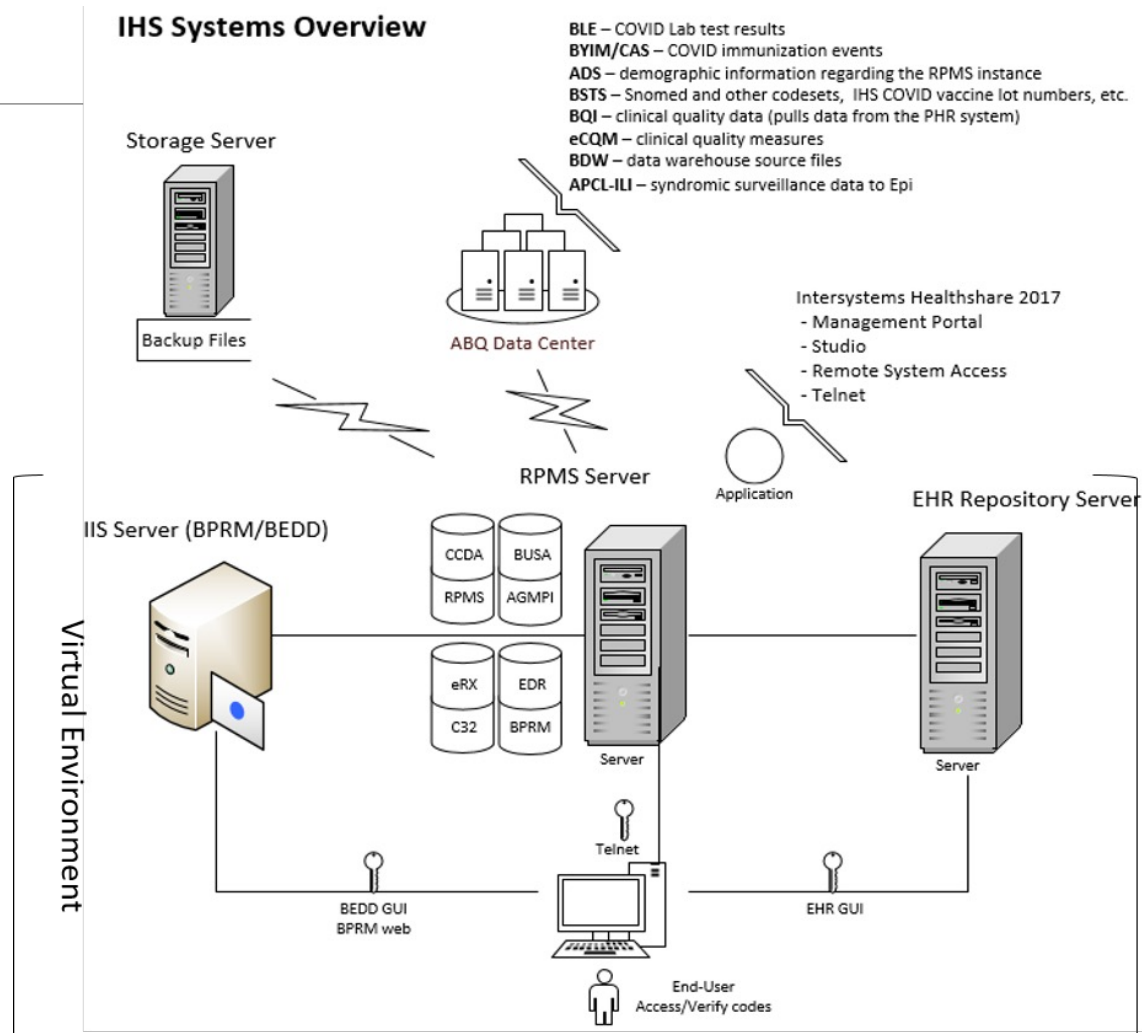 IHS Systems Overview
BLE – COVID Lab test results
BYIM/CAS – COVID immunization events
ADS – demographic information regarding the RPMS instance
BSTS – Snomed and other codesets, IHS COVID vaccine lot numbers, etc.
BQI – clinical quality data (pulls data from the PHR system)
eCQM – clinical quality measures
BDW – data warehouse source files
APCL-ILI – syndromic surveillance data to Epi
Storage Server
Backup Files
ABQ Data Center
Intersystems Healthshare 2017
- Management Portal
- Studio
- Remote System Access
- Telnet
Application
RPMS Server
EHR Repository Server
IIS Server (BPRM/BEDD)
CCDA
BUSA
RPMS
AGMPI
eRX
EDR
C32
BPRM
Server
Server
Virtual Environment
Telnet
BEDD GUI
BPRM web
EHR GUI
End-User
Access/Verify codes